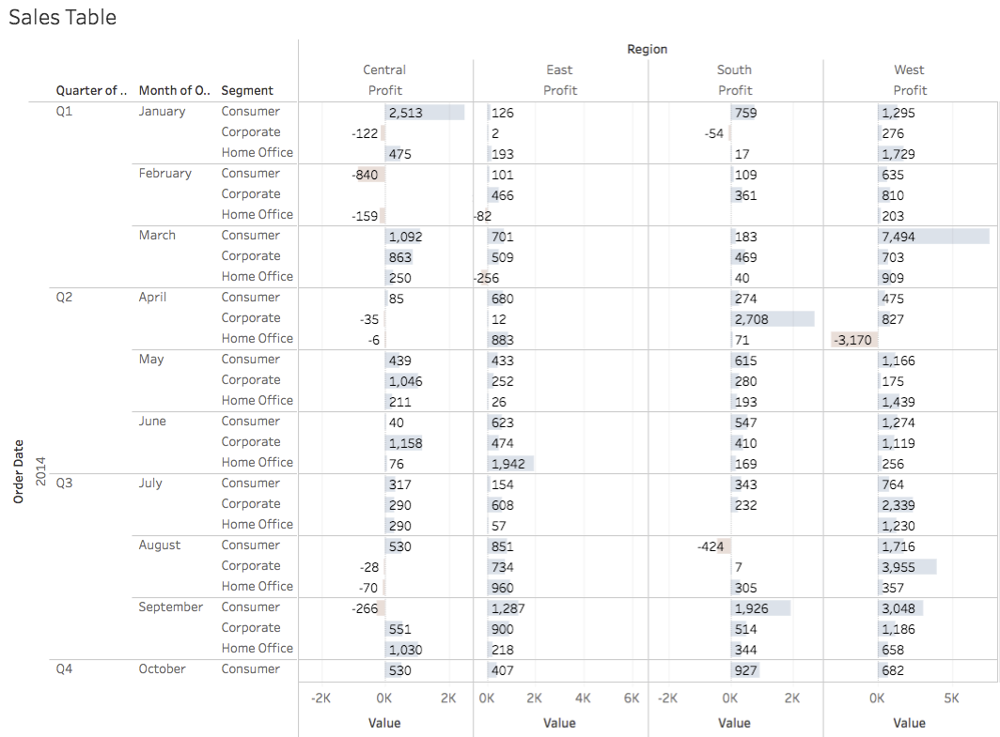 Sales Table
Region
Central East South West
Quarter of .. Month of O.. Segment Profit Profit Profit Profit
Q1 January Consumer 2,513 126 759 1,295
Corporate -122 2 -54 276
Home Office 475 193 17 1,729
February Consumer -840 101 109 635
Corporate 466 361 810
Home Office -159 -82 203
March Consumer 1,092 701 183 7,494
Corporate 863 509 469 703
Home Office 250 -256 40 909
Q2 April Consumer 85 680 274 475
Corporate -35 12 2,708 827
Home Office -6 883 71 -3,170
May Consumer 439 433 615 1,166
Corporate 1,046 252 280 175
Home Office 211 26 193 1,439
June Consumer 40 623 547 1,274
Corporate 1,158 474 410 1,119
Home Office 76 1,942 169 256
Order Date
2014
Q3 July Consumer 317 154 343 764
Corporate 290 608 232 2,339
Home Office 290 57 1,230
August Consumer 530 851 -424 1,716
Corporate -28 734 7 3,955
Home Office -70 960 305 357
September Consumer -266 1,287 1,926 3,048
Corporate 551 900 514 1,186
Home Office 1,030 218 344 658
Q4 October Consumer 530 407 927 682
-2K 0K 2K 0K 2K 4K 6K -2K 0K 2K 0K 5K
Value Value Value Value